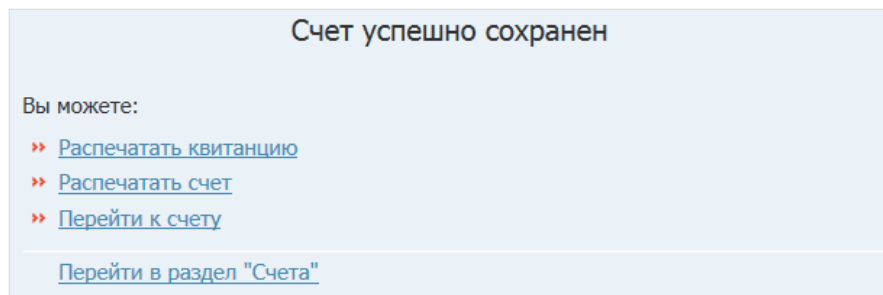 Счет успешно сохранен
Вы можете:
Распечатать квитанцию
Распечатать счет
Перейти к счету
Перейти в раздел "Счета"